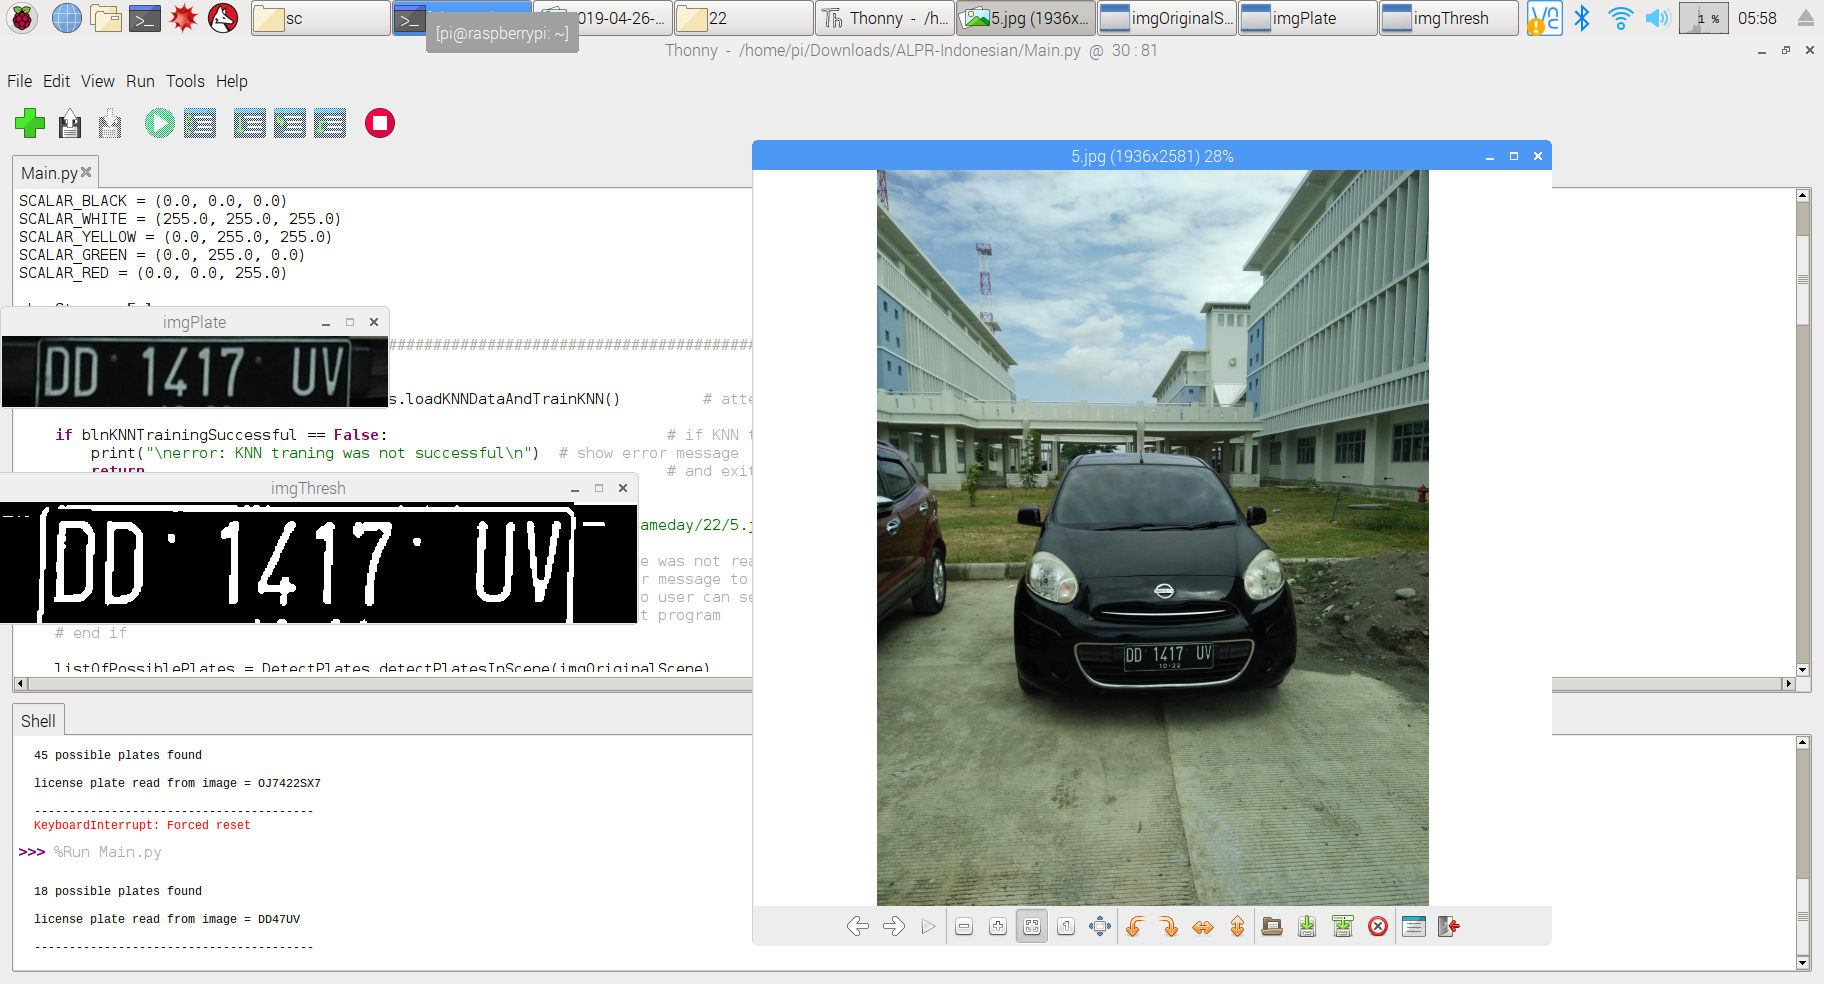 sc
019-04-26-...
22
Thonny - /h...
5.jpg (1936x...
imgOriginalS...
imgPlate
imgThresh
1 %
05:58
[pi@raspberrypi: ~]
Thonny - /home/pi/Downloads/ALPR-Indonesian/Main.py @ 30:81
File Edit View Run Tools Help
Main.py
SCALAR_BLACK = (0.0, 0.0, 0.0)
SCALAR_WHITE = (255.0, 255.0, 255.0)
SCALAR_YELLOW = (0.0, 255.0, 255.0)
SCALAR_GREEN = (0.0, 255.0, 0.0)
SCALAR_RED = (0.0, 0.0, 255.0)
imgPlate
DD 1417 UV
s.loadKNNDataAndTrainKNN() # atte
if blnKNNTrainingSuccessful == False: # if KNN t
print("\nerror: KNN traning was not successful\n") # show error message
return # and exit
imgThresh
DD 1417 UV
ameday/22/5.j
e was not rea
r message to
o user can se
t program
# end if
listOfPossiblePlates = DetectPlates.detectPlatesInScene(imgOriginalScene)
5.jpg (1936x2581) 28%
DD 1417 UV
10-22
Shell
45 possible plates found
license plate read from image = OJ7422SX7
----------------------------------------
KeyboardInterrupt: Forced reset
>>> %Run Main.py
18 possible plates found
license plate read from image = DD47UV
----------------------------------------